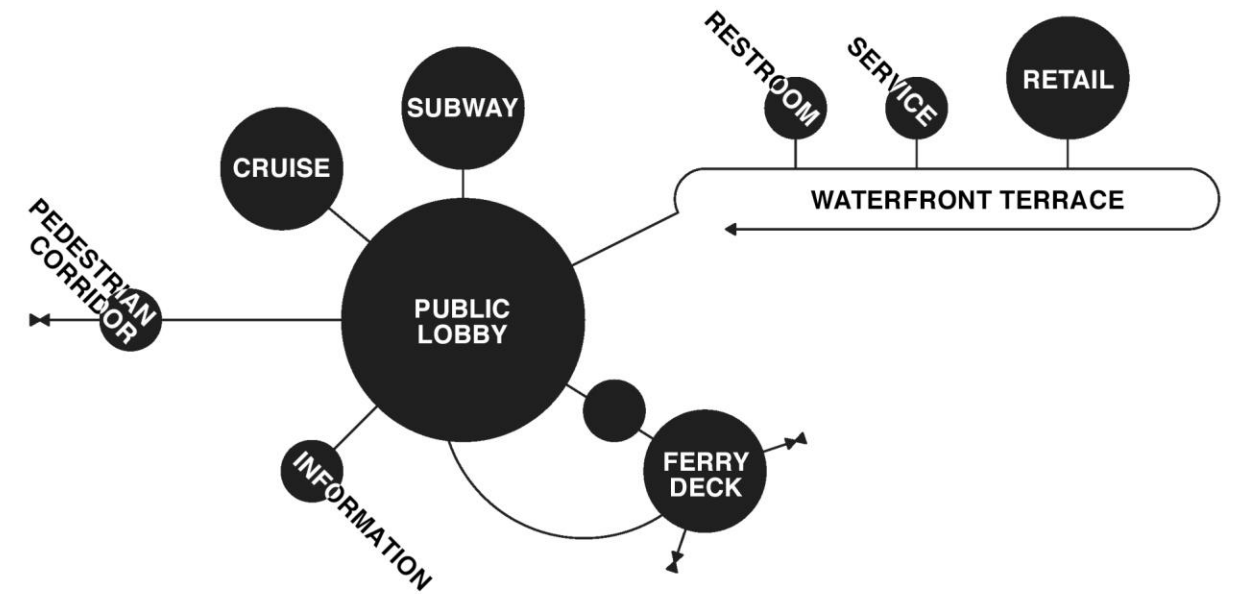 RESTROOM
SERVICE
RETAIL
SUBWAY
CRUISE
WATERFRONT TERRACE
PEDESTRIAN
CORRIDOR
PUBLIC
LOBBY
FERRY
DECK
INFORMATION